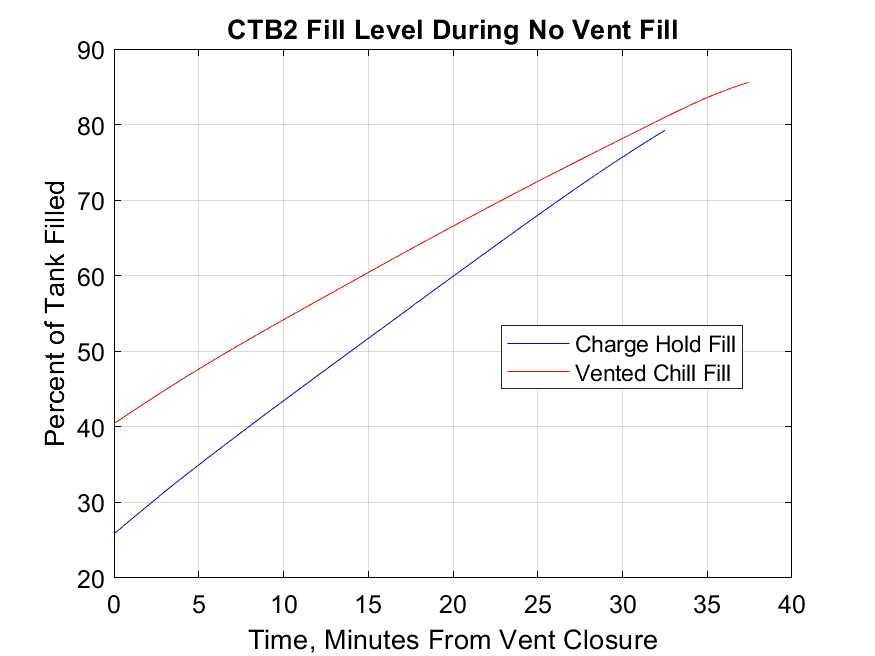 CTB2 Fill Level During No Vent Fill
90
80
70
60
50
40
30
20
Percent of Tank Filled
Charge Hold Fill
Vented Chill Fill
0 5 10 15 20 25 30 35 40
Time, Minutes From Vent Closure